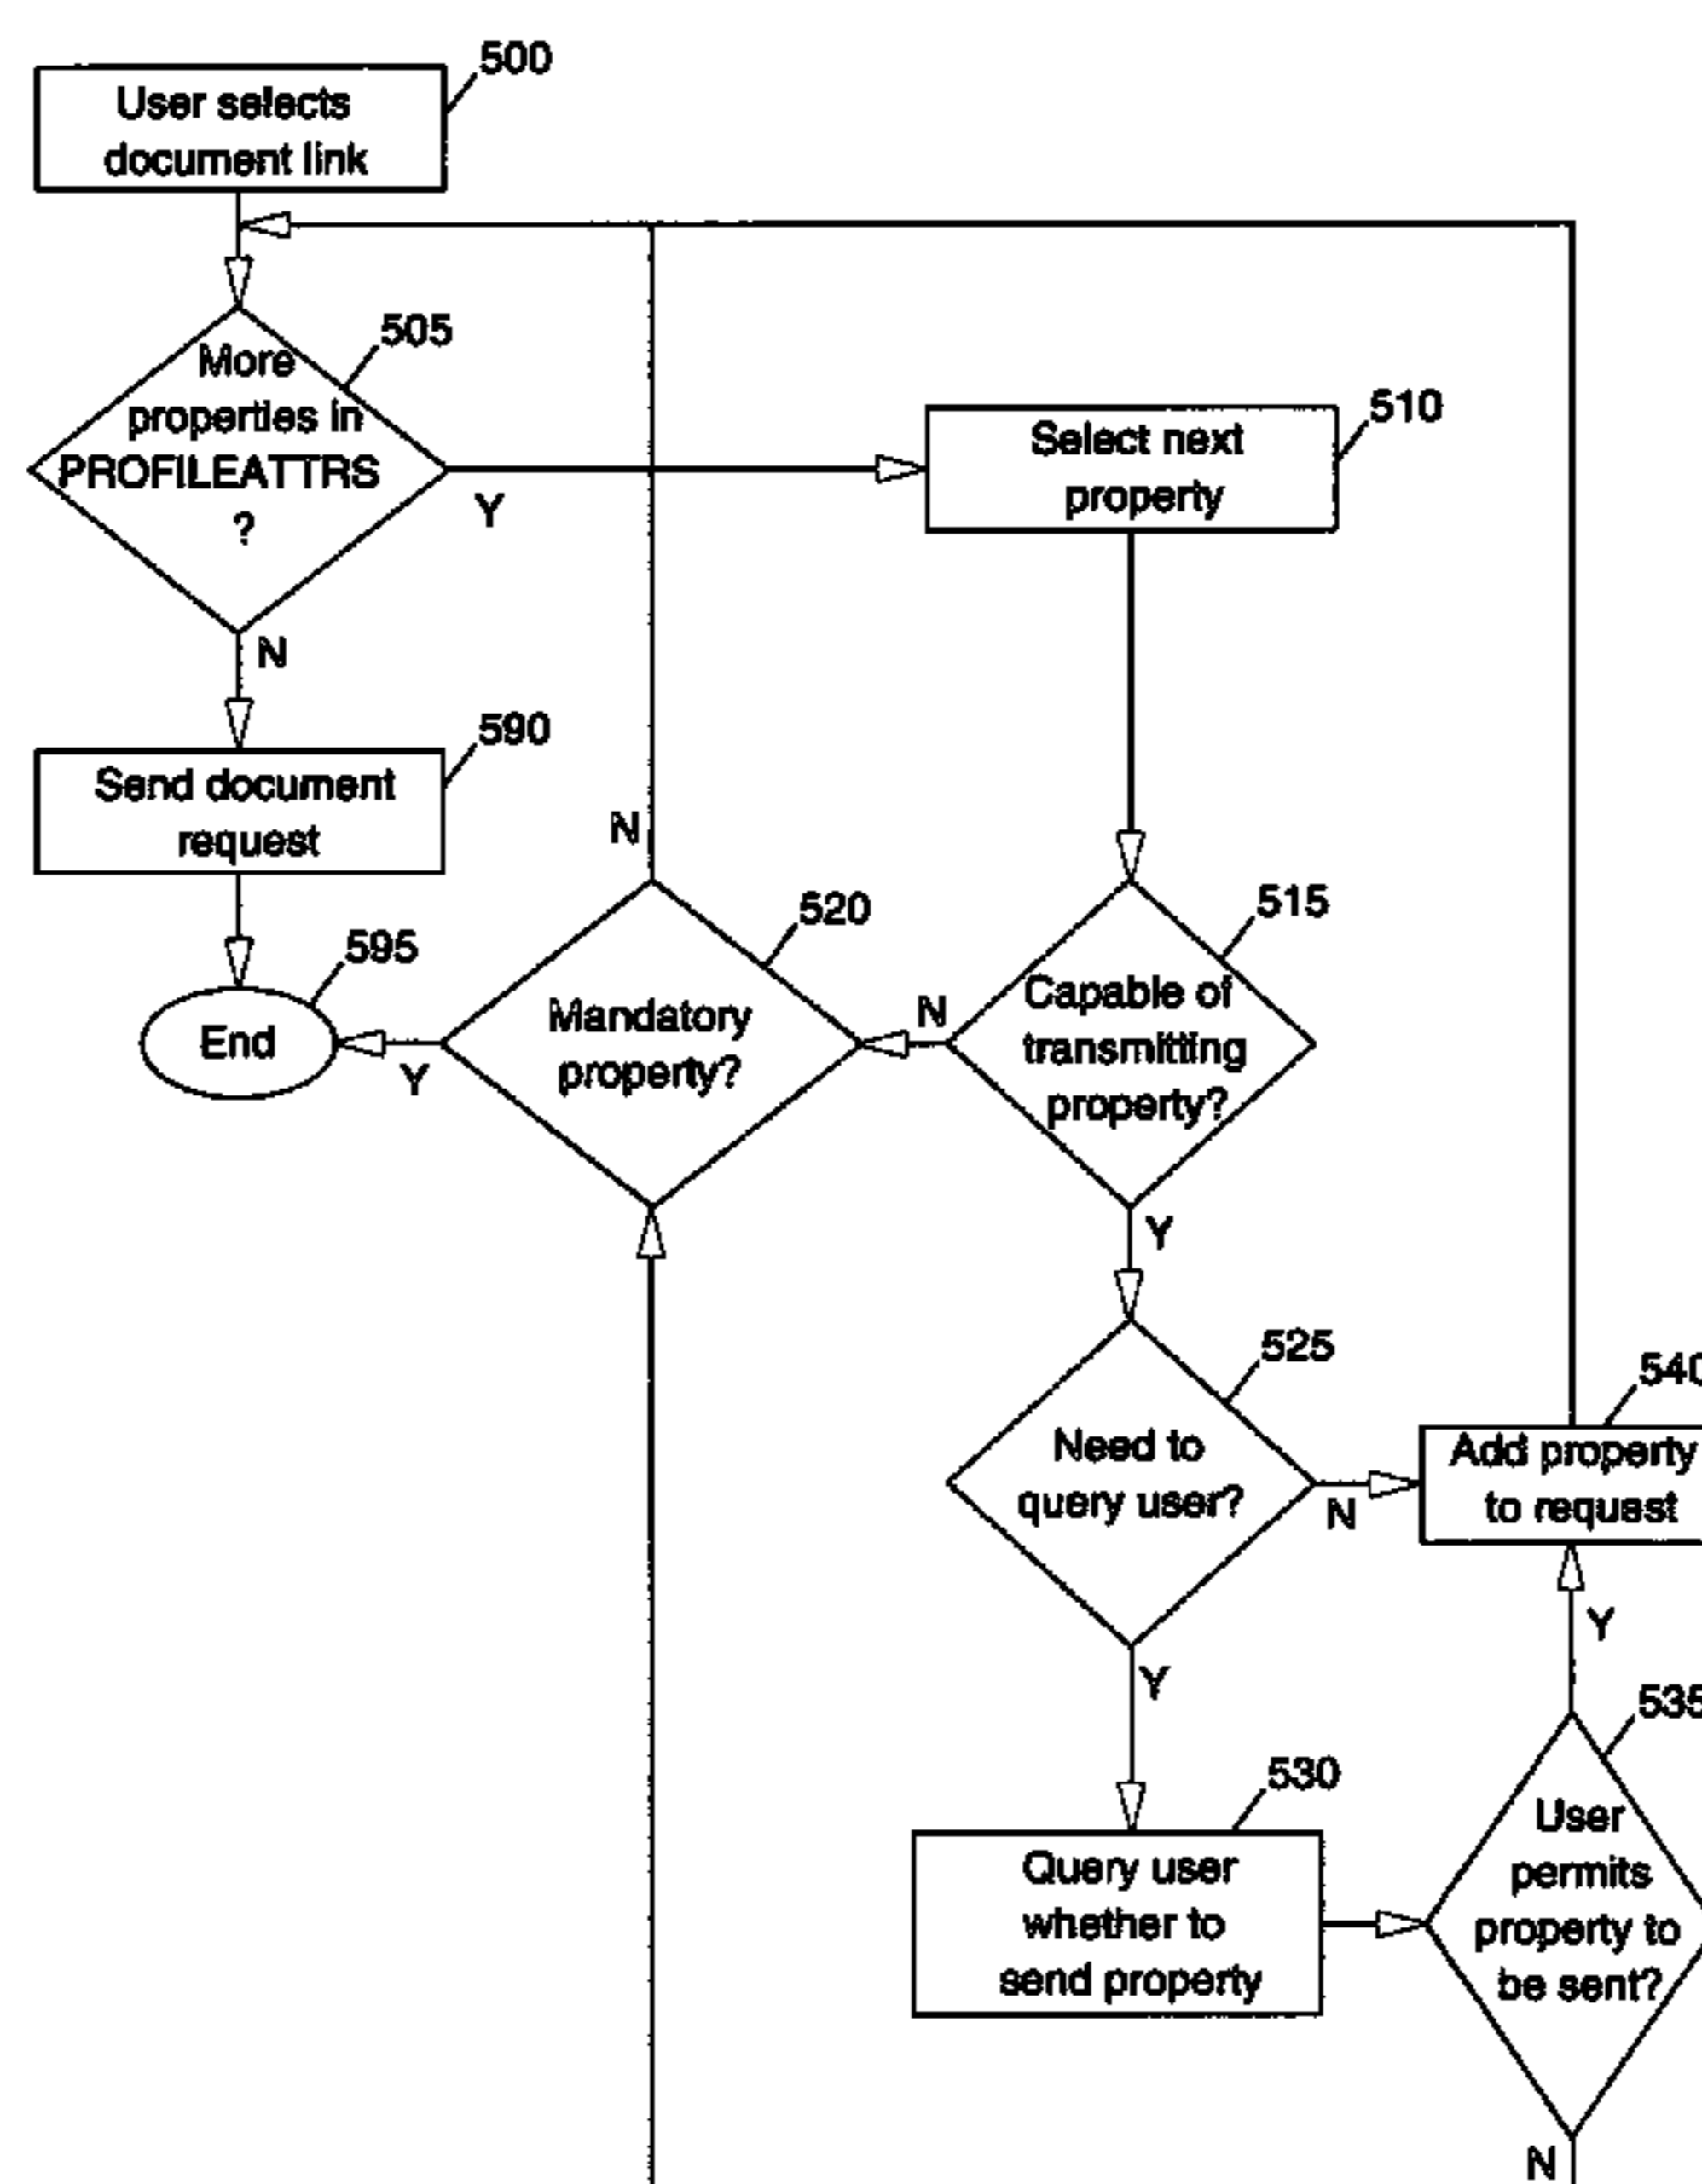 500
User selects
document link
505
More
properties in
PROFILEATTRS
?
Y
N
510
Select next
property
590
Send document
request
N
520
515
595
End
Y
Mandatory
property?
N
Capable of
transmitting
property?
Y
525
540
Need to
query user?
N
Add property
to request
Y
Y
535
530
Query user
whether to
send property
User
permits
property to
be sent?
N